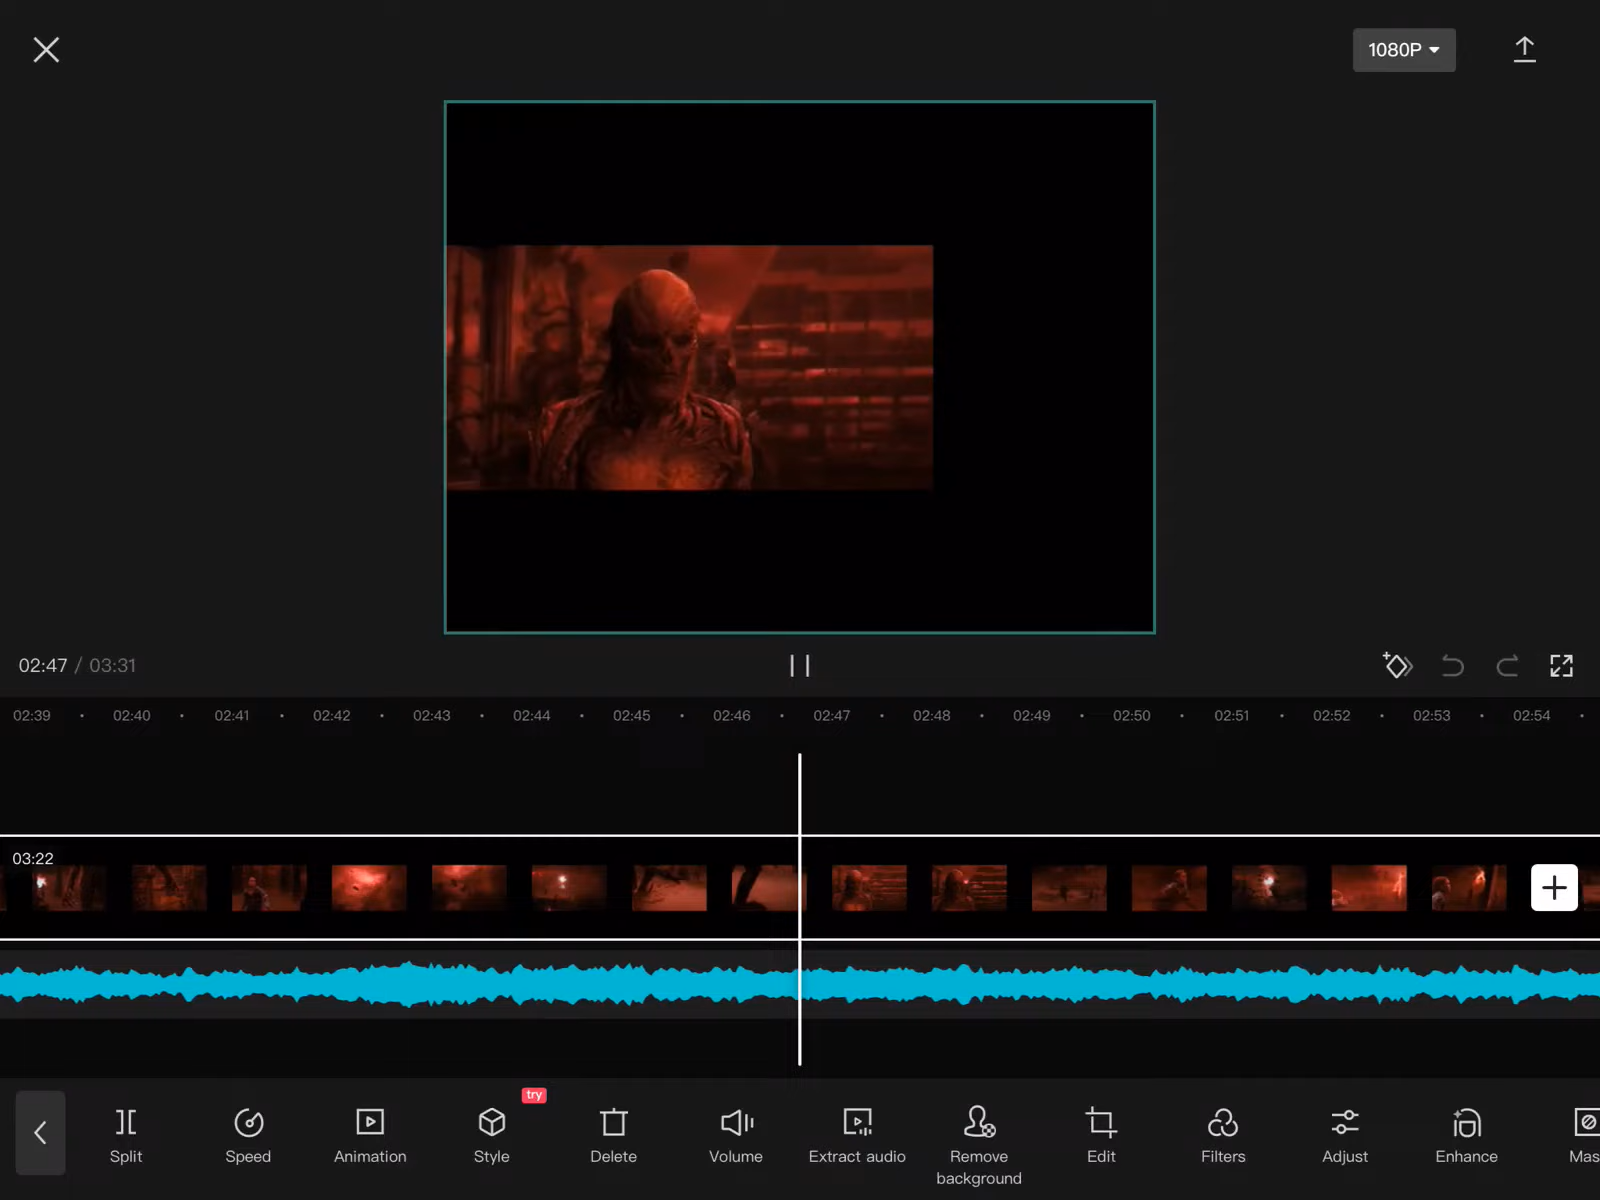 1080P
02:47 / 03:31
02:39 02:40 02:41 02:42 02:43 02:44 02:45 02:46 02:47 02:48 02:49 02:50 02:51 02:52 02:53 02:54
03:22
try
Split Speed Animation Style Delete Volume Extract audio Remove Edit Filters Adjust Enhance Mas
background